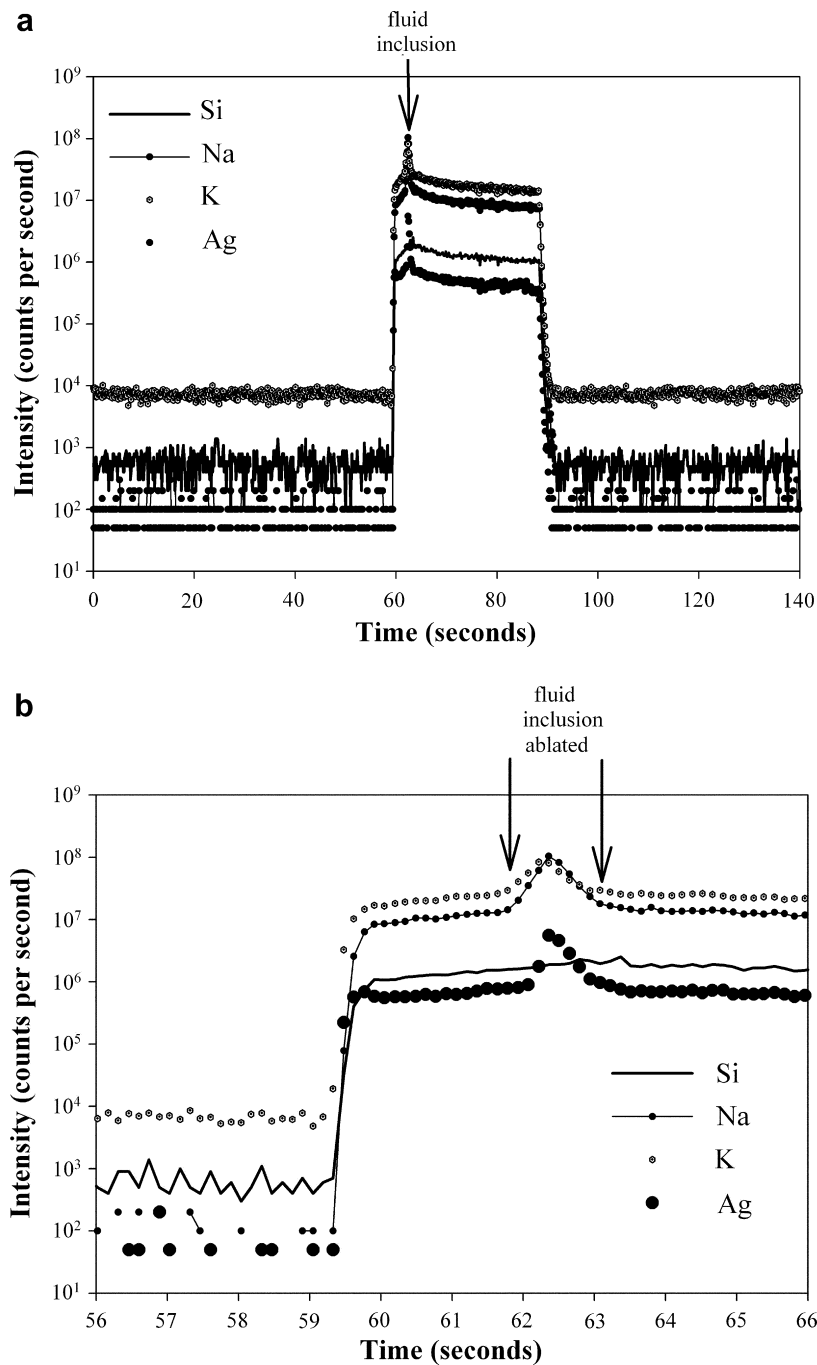 a
fluid
inclusion
10⁹
10⁸
10⁷
10⁶
10⁵
10⁴
10³
10²
10¹
Intensity (counts per second)
Si
Na
K
Ag
0 20 40 60 80 100 120 140
Time (seconds)
b
fluid
inclusion
ablated
10⁹
10⁸
10⁷
10⁶
10⁵
10⁴
10³
10²
10¹
Intensity (counts per second)
Si
Na
K
Ag
56 57 58 59 60 61 62 63 64 65 66
Time (seconds)